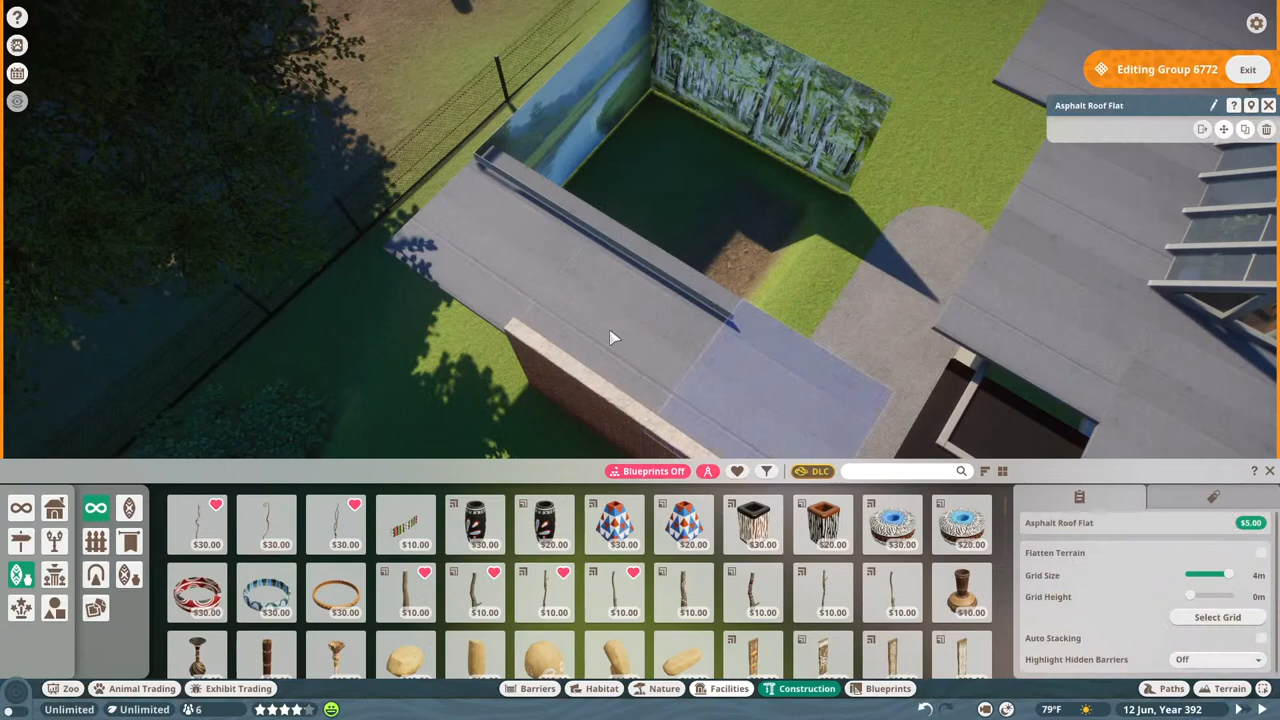 Editing Group 6772
Exit
Asphalt Roof Flat
Blueprints Off
DLC
$30.00
$30.00
$30.00
$10.00
$30.00
$20.00
$30.00
$20.00
$30.00
$20.00
$30.00
$20.00
$30.00
$30.00
$30.00
$10.00
$10.00
$10.00
$10.00
$10.00
$10.00
$10.00
$10.00
$10.00
Asphalt Roof Flat
$5.00
Flatten Terrain
Grid Size
4m
Grid Height
0m
Select Grid
Auto Stacking
Highlight Hidden Barriers
Off
Zoo
Animal Trading
Exhibit Trading
Barriers
Habitat
Nature
Facilities
Construction
Blueprints
Paths
Terrain
Unlimited
Unlimited
6
79°F
12 Jun, Year 392